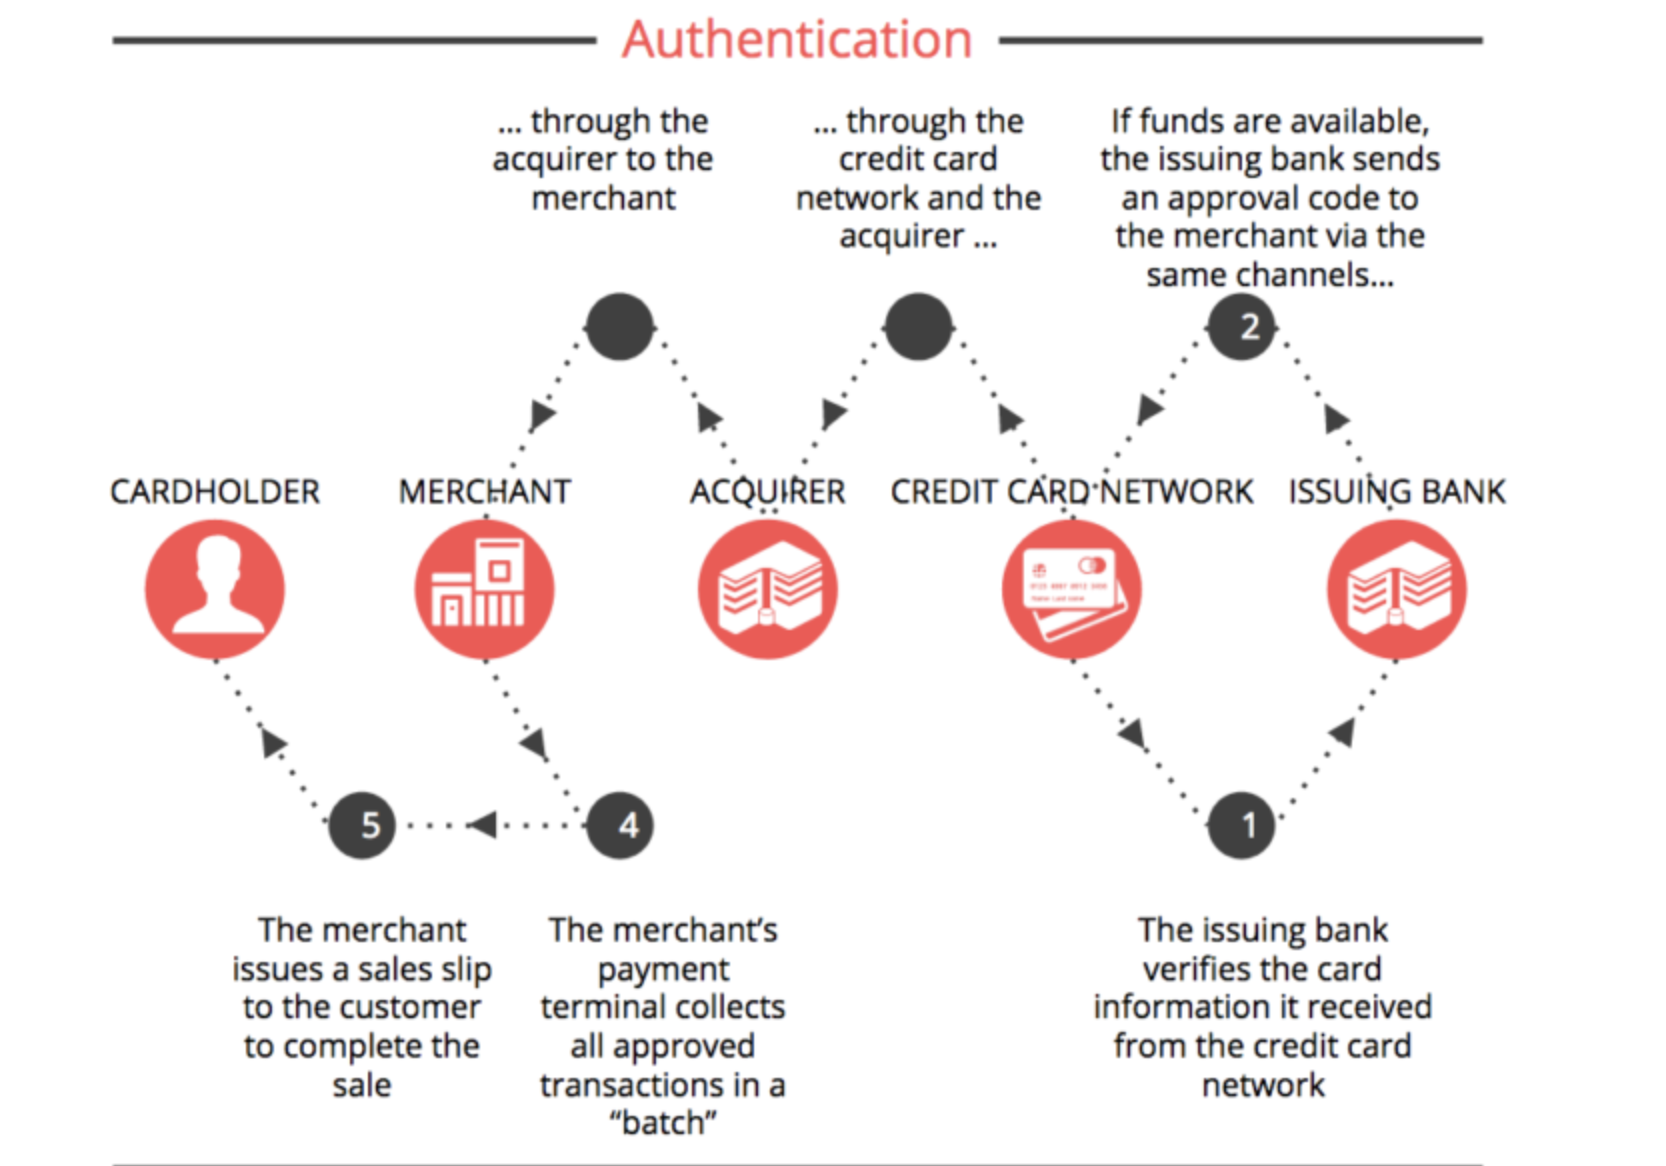 Authentication
... through the
acquirer to the
merchant
... through the
credit card
network and the
acquirer ...
If funds are available,
the issuing bank sends
an approval code to
the merchant via the
same channels...
2
CARDHOLDER
MERCHANT
ACQUIRER
CREDIT CARD NETWORK
ISSUING BANK
5
4
1
The merchant
issues a sales slip
to the customer
to complete the
sale
The merchant’s
payment
terminal collects
all approved
transactions in a
“batch”
The issuing bank
verifies the card
information it received
from the credit card
network